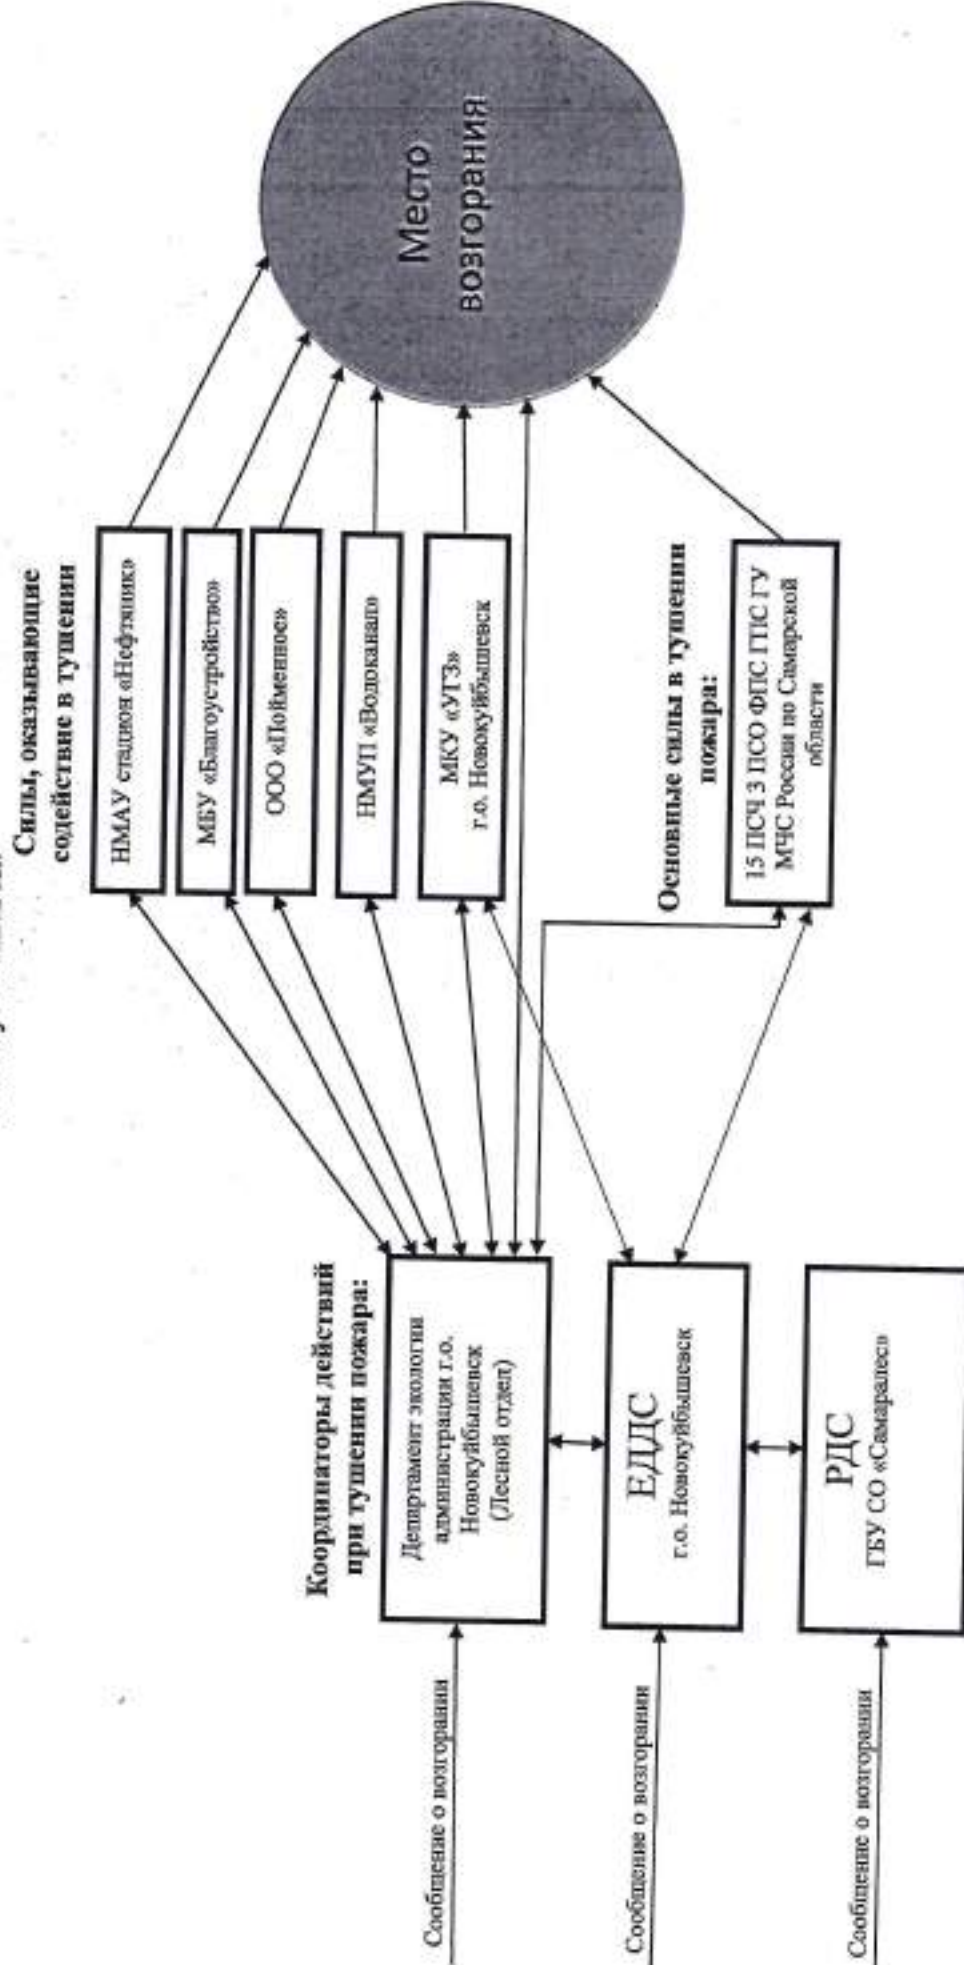 Силы, оказывающие
содействие в тушении
НМАУ стадион «Нефтяник»
МБУ «Благоустройство»
ООО «Пойменное»
НМУП «Водоканал»
МКУ «УГЗ»
г.о. Новокуйбышевск
Место
возгорания
Основные силы в тушении
пожара:
15 ПСЧ 3 ПСО ФПС ГПС ГУ
МЧС России по Самарской
области
Координаторы действий
при тушении пожара:
Департамент экологии
администрации г.о.
Новокуйбышевск
(Лесной отдел)
ЕДДС
г.о. Новокуйбышевск
РДС
ГБУ СО «Самаралес»
Сообщение о возгорании
Сообщение о возгорании
Сообщение о возгорании